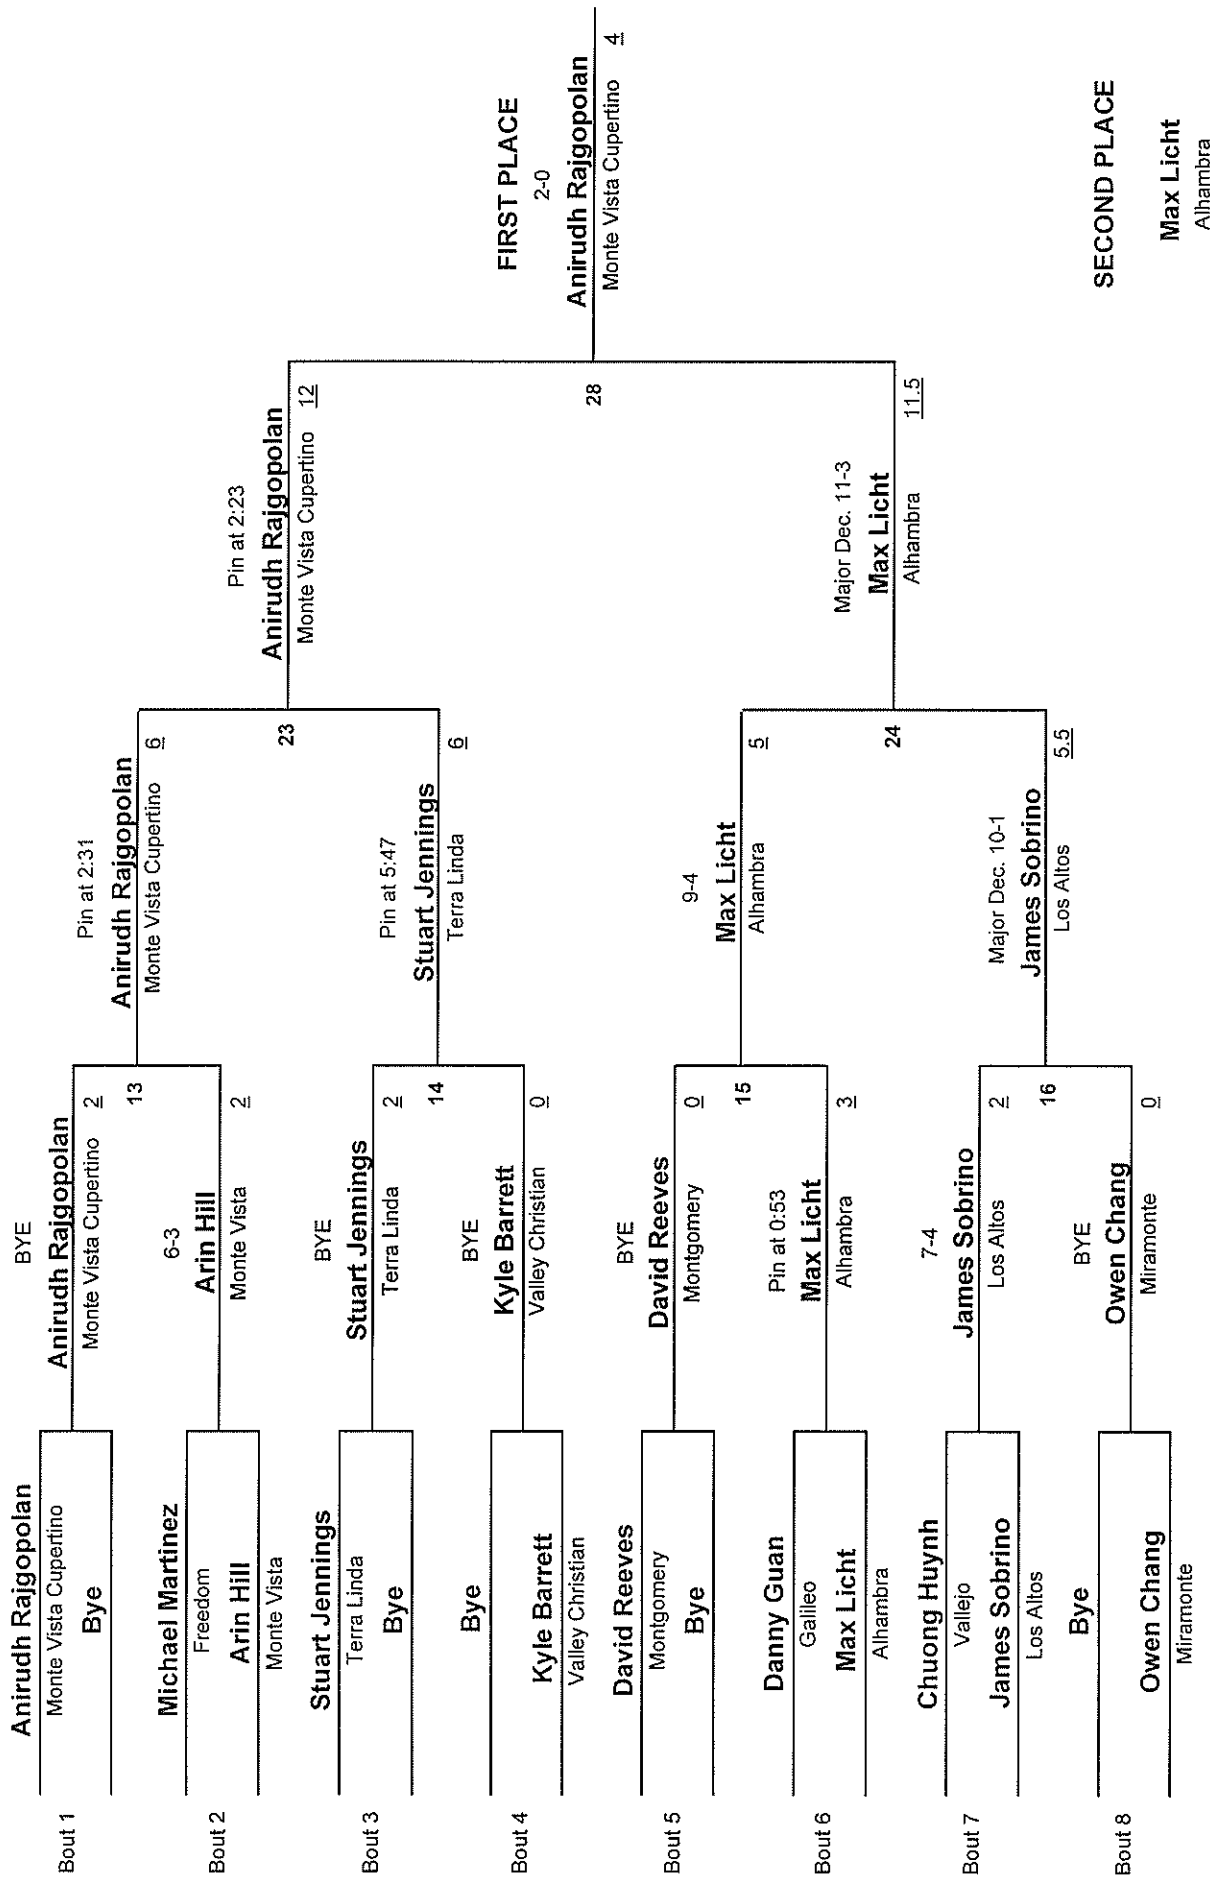 Bout 1
Anirudh Rajgopolan
Monte Vista Cupertino
Bye
Bout 2
Michael Martinez
Freedom
Arin Hill
Monte Vista
Bout 3
Stuart Jennings
Terra Linda
Bye
Bout 4
Bye
Kyle Barrett
Valley Christian
Bout 5
David Reeves
Montgomery
Bye
Bout 6
Danny Guan
Galileo
Max Licht
Alhambra
Bout 7
Chuong Huynh
Vallejo
James Sobrino
Los Altos
Bout 8
Bye
Owen Chang
Miramonte
BYE
Anirudh Rajgopolan
Monte Vista Cupertino 2
13
6-3
Arin Hill
Monte Vista 2
BYE
Stuart Jennings
Terra Linda 2
14
BYE
Kyle Barrett
Valley Christian 0
BYE
David Reeves
Montgomery 0
15
Pin at 0:53
Max Licht
Alhambra 3
7-4
James Sobrino
Los Altos 2
16
BYE
Owen Chang
Miramonte 0
Pin at 2:31
Anirudh Rajgopolan
Monte Vista Cupertino 6
23
Pin at 5:47
Stuart Jennings
Terra Linda 6
9-4
Max Licht
Alhambra 5
24
Major Dec. 10-1
James Sobrino
Los Altos 5.5
Pin at 2:23
Anirudh Rajgopolan
Monte Vista Cupertino 12
28
Major Dec. 11-3
Max Licht
Alhambra 11.5
FIRST PLACE
2-0
Anirudh Rajgopolan
Monte Vista Cupertino 4
SECOND PLACE
Max Licht
Alhambra